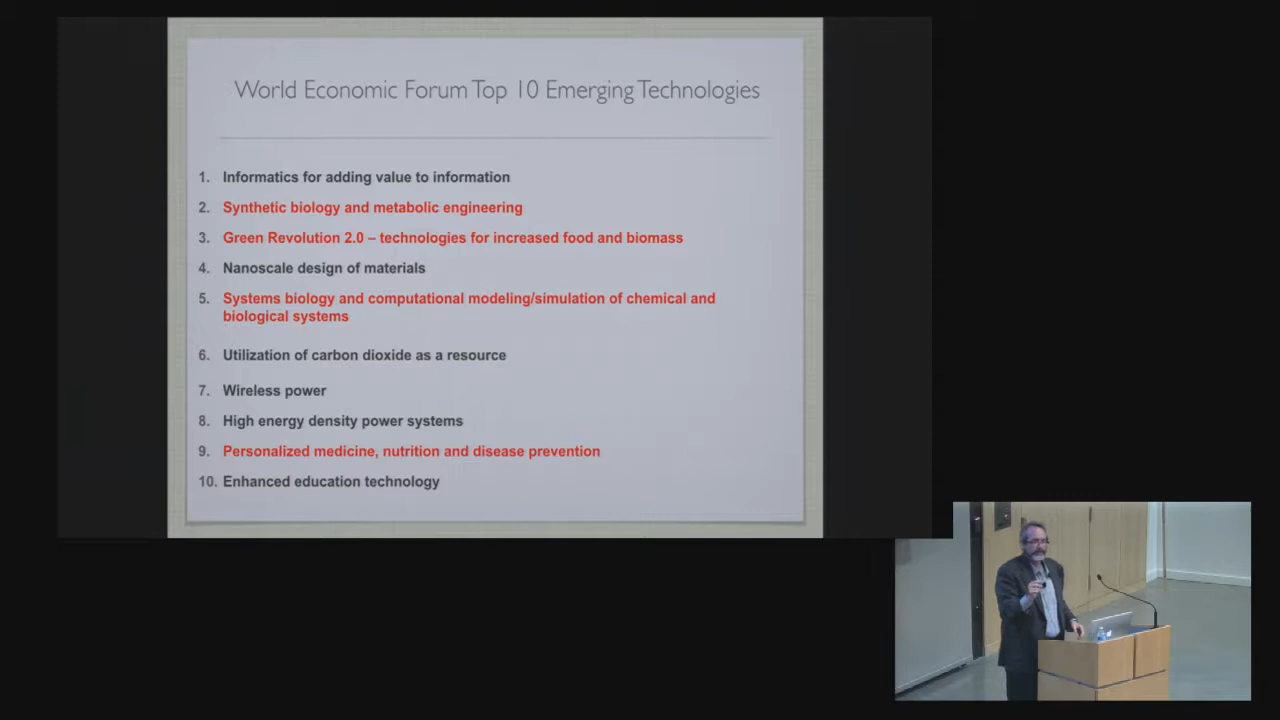 World Economic Forum Top 10 Emerging Technologies
1. Informatics for adding value to information
2. Synthetic biology and metabolic engineering
3. Green Revolution 2.0 – technologies for increased food and biomass
4. Nanoscale design of materials
5. Systems biology and computational modeling/simulation of chemical and
biological systems
6. Utilization of carbon dioxide as a resource
7. Wireless power
8. High energy density power systems
9. Personalized medicine, nutrition and disease prevention
10. Enhanced education technology